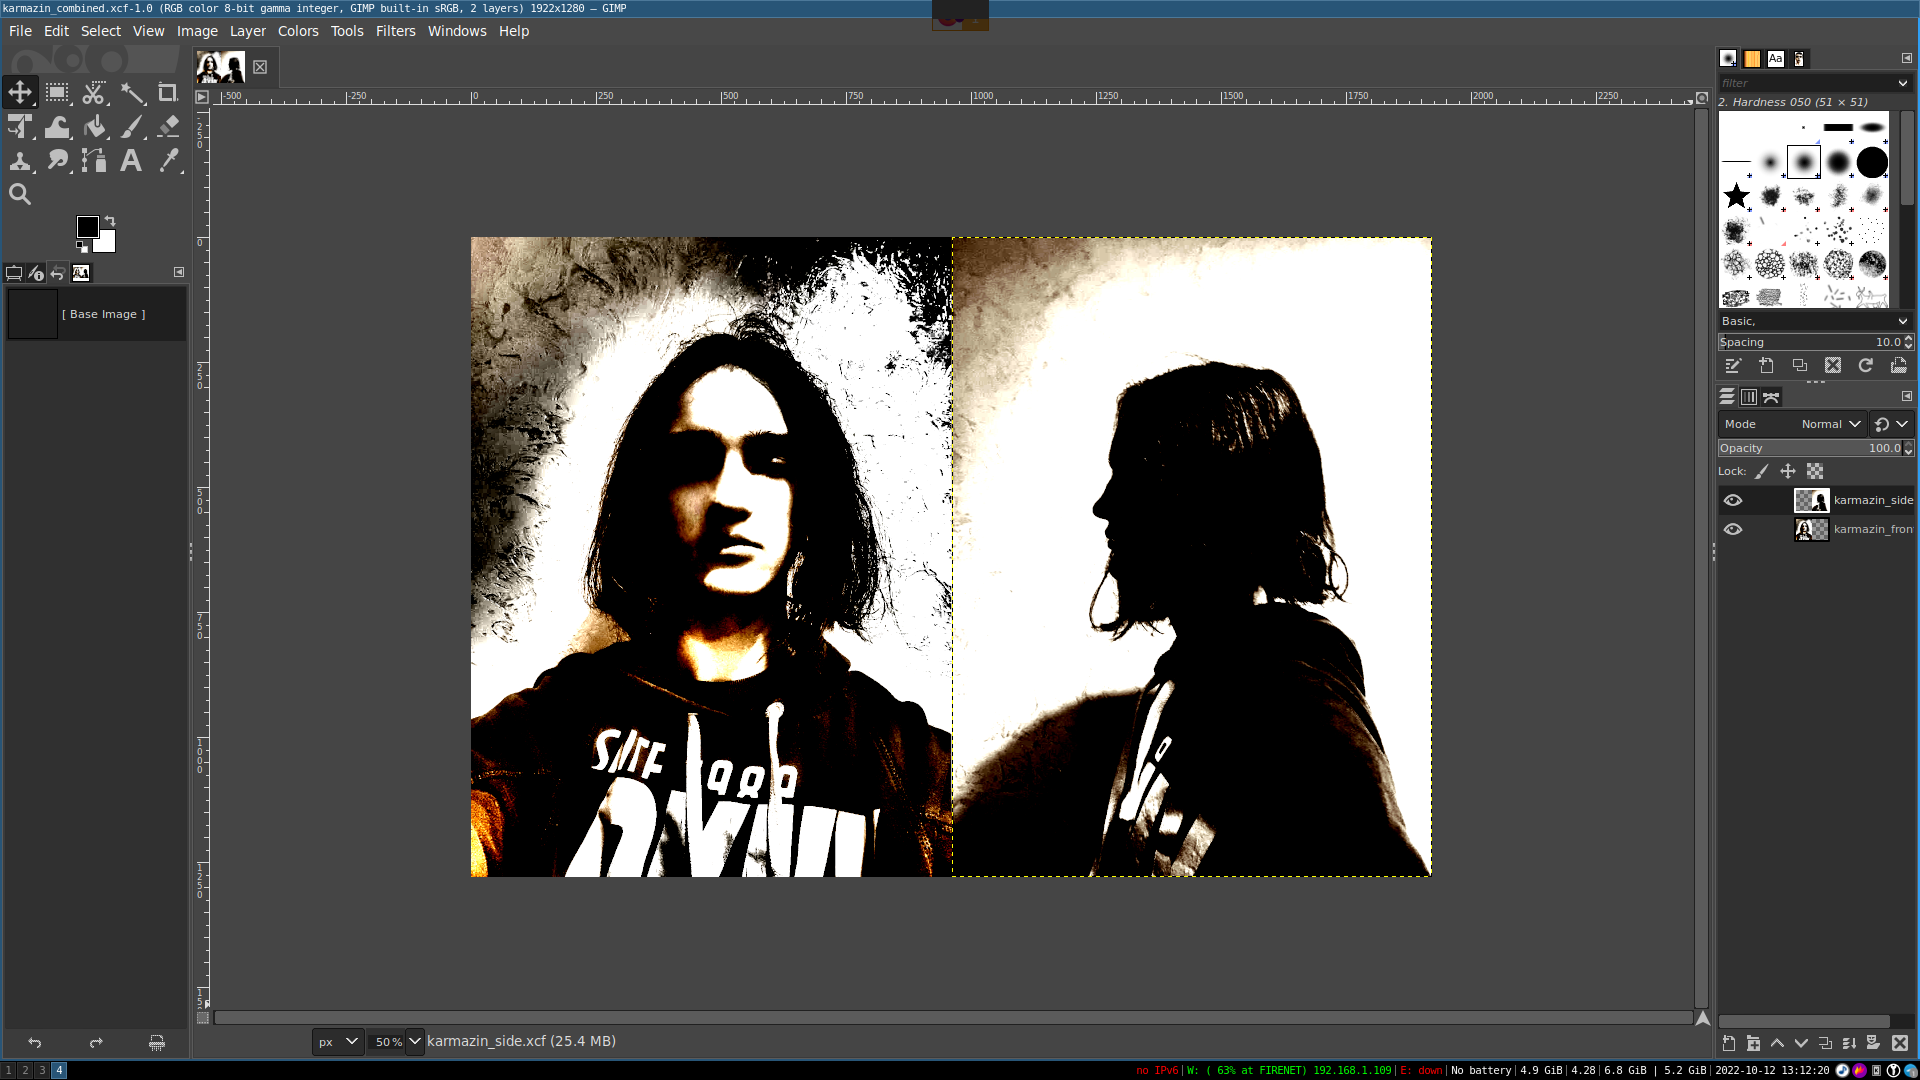 karmazin_combined.xcf-1.0 (RGB color 8-bit gamma integer, GIMP built-in sRGB, 2 layers) 1922x1280 – GIMP
File Edit Select View Image Layer Colors Tools Filters Windows Help
-500 -250 0 250 500 750 1000 1250 1500 1750 2000 2250
filter
2. Hardness 050 (51 × 51)
[ Base Image ]
Basic,
Spacing 10.0
Mode Normal
Opacity 100.0
Lock:
karmazin_side
karmazin_fron
px 50 % karmazin_side.xcf (25.4 MB)
1 2 3 4 no IPv6|W: ( 63% at FIRENET) 192.168.1.109|E: down|No battery|4.9 GiB|4.28|6.8 GiB | 5.2 GiB|2022-10-12 13:12:20